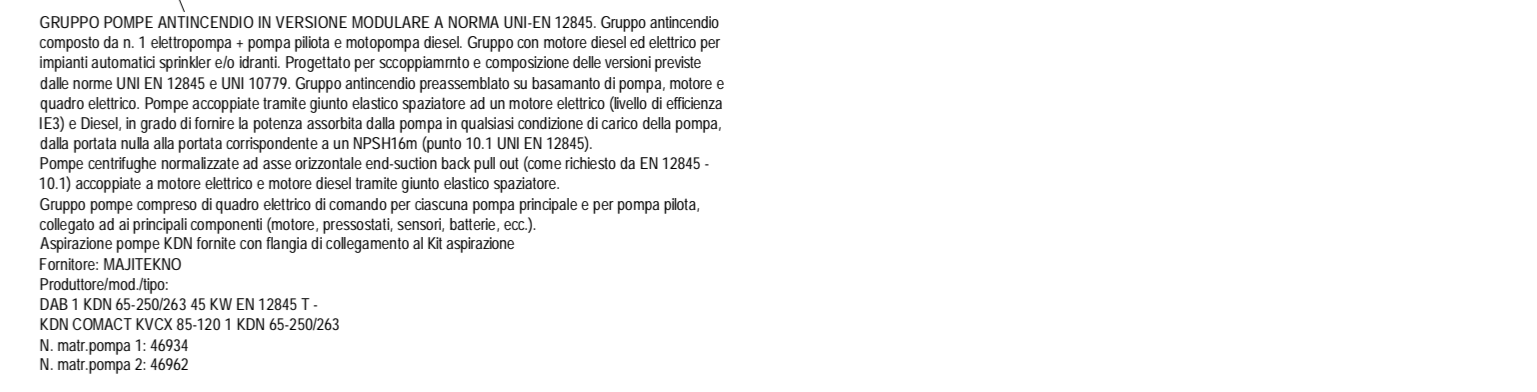 GRUPPO POMPE ANTINCENDIO IN VERSIONE MODULARE A NORMA UNI-EN 12845. Gruppo antincendio
composto da n. 1 elettropompa + pompa piliota e motopompa diesel. Gruppo con motore diesel ed elettrico per
impianti automatici sprinkler e/o idranti. Progettato per sccoppiamrnto e composizione delle versioni previste
dalle norme UNI EN 12845 e UNI 10779. Gruppo antincendio preassemblato su basamanto di pompa, motore e
quadro elettrico. Pompe accoppiate tramite giunto elastico spaziatore ad un motore elettrico (livello di efficienza
IE3) e Diesel, in grado di fornire la potenza assorbita dalla pompa in qualsiasi condizione di carico della pompa,
dalla portata nulla alla portata corrispondente a un NPSH16m (punto 10.1 UNI EN 12845).
Pompe centrifughe normalizzate ad asse orizzontale end-suction back pull out (come richiesto da EN 12845 -
10.1) accoppiate a motore elettrico e motore diesel tramite giunto elastico spaziatore.
Gruppo pompe compreso di quadro elettrico di comando per ciascuna pompa principale e per pompa pilota,
collegato ad ai principali componenti (motore, pressostati, sensori, batterie, ecc.).
Aspirazione pompe KDN fornite con flangia di collegamento al Kit aspirazione
Fornitore: MAJITEKNO
Produttore/mod./tipo:
DAB 1 KDN 65-250/263 45 KW EN 12845 T -
KDN COMACT KVCX 85-120 1 KDN 65-250/263
N. matr.pompa 1: 46934
N. matr.pompa 2: 46962